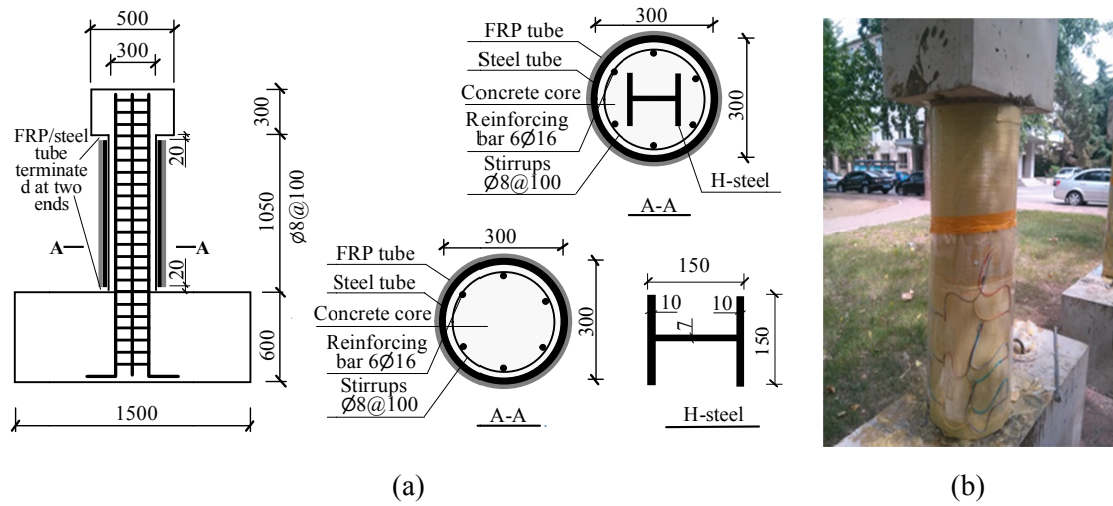 500
300
300
FRP/steel
tube
terminate
d at two
ends
20
1050
Ø8@100
A
A
20
600
1500
300
FRP tube
Steel tube
Concrete core
Reinforcing
bar 6Ø16
Stirrups
Ø8@100
300
H-steel
A-A
300
FRP tube
Steel tube
Concrete core
Reinforcing
bar 6Ø16
Stirrups
Ø8@100
300
A-A
150
10
10
7
150
H-steel
(a)
(b)